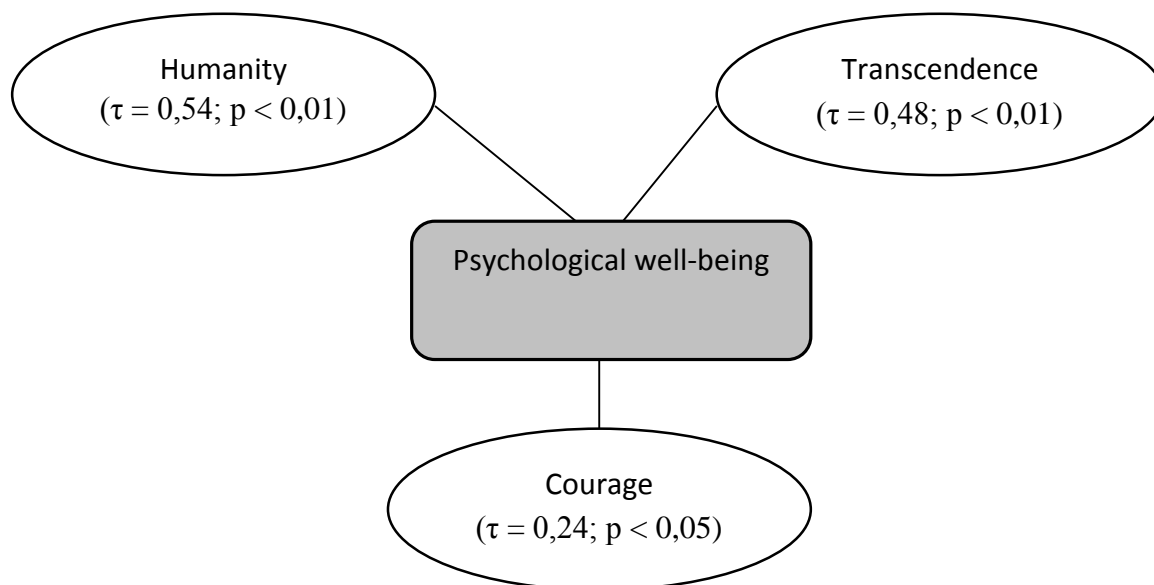 Humanity
(τ = 0,54; p < 0,01)
Transcendence
(τ = 0,48; p < 0,01)
Psychological well-being
Courage
(τ = 0,24; p < 0,05)